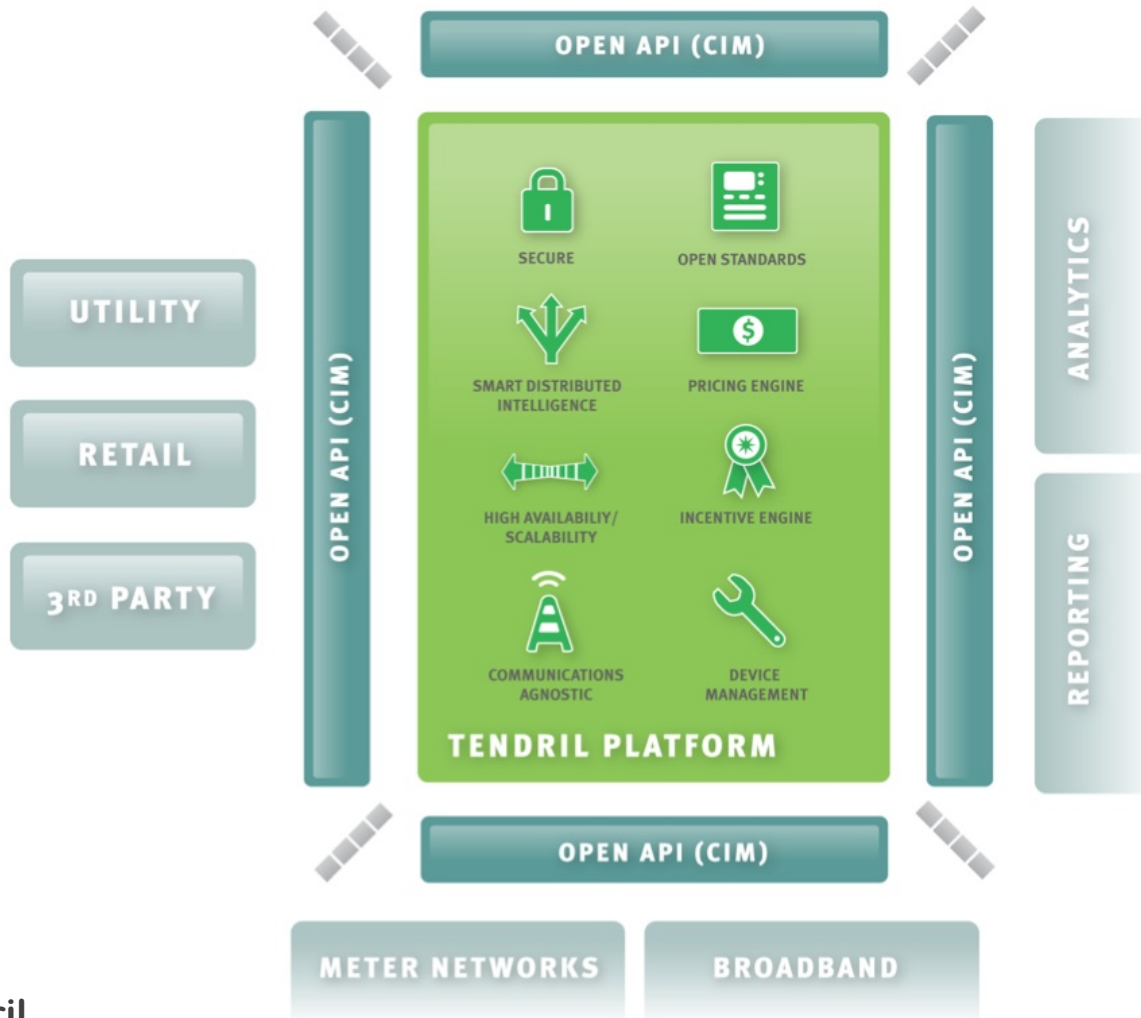 OPEN API (CIM)
OPEN API (CIM)
OPEN API (CIM)
UTILITY
RETAIL
3RD PARTY
SECURE
OPEN STANDARDS
SMART DISTRIBUTED
INTELLIGENCE
PRICING ENGINE
HIGH AVAILABILIY/
SCALABILITY
INCENTIVE ENGINE
COMMUNICATIONS
AGNOSTIC
DEVICE
MANAGEMENT
TENDRIL PLATFORM
ANALYTICS
REPORTING
OPEN API (CIM)
METER NETWORKS
BROADBAND